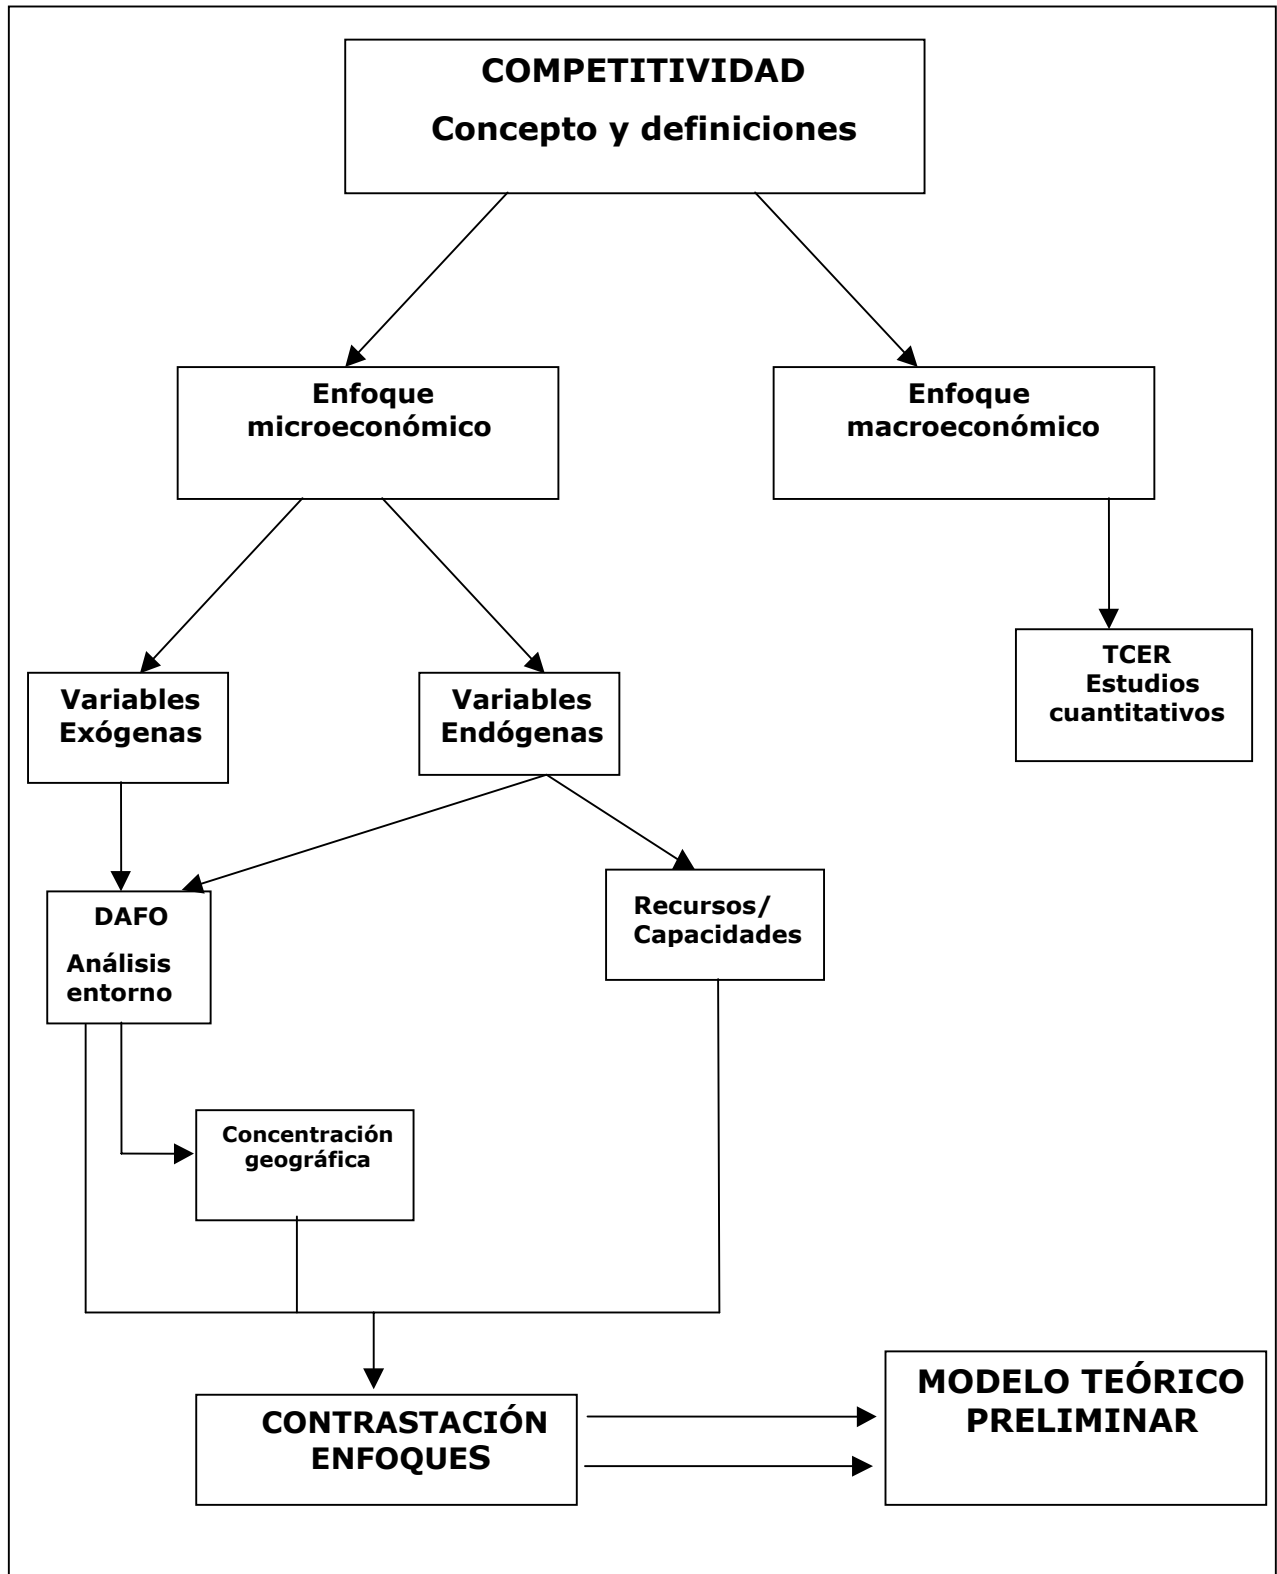 COMPETITIVIDAD
Concepto y definiciones
Enfoque
microeconómico
Enfoque
macroeconómico
TCER
Estudios
cuantitativos
Variables
Exógenas
Variables
Endógenas
Recursos/
Capacidades
DAFO
Análisis
entorno
Concentración
geográfica
CONTRASTACIÓN
ENFOQUES
MODELO TEÓRICO
PRELIMINAR